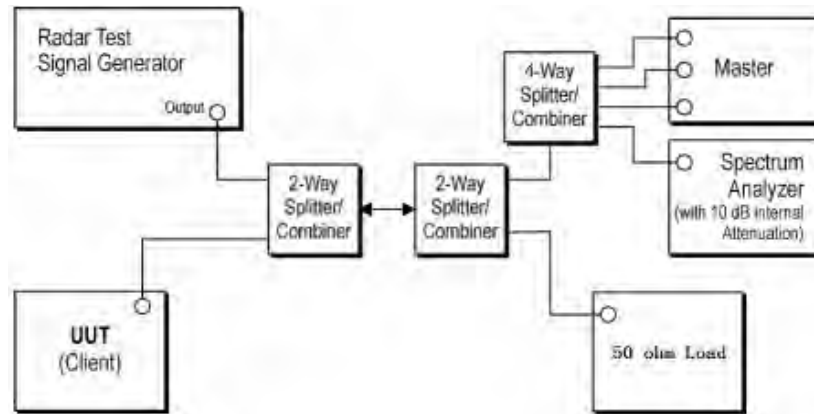 Radar Test
Signal Generator
Output
4-Way
Splitter/
Combiner
Master
Spectrum
Analyzer
(with 10 dB internal
Attenuation)
2-Way
Splitter/
Combiner
2-Way
Splitter/
Combiner
UUT
(Client)
50 ohm Load